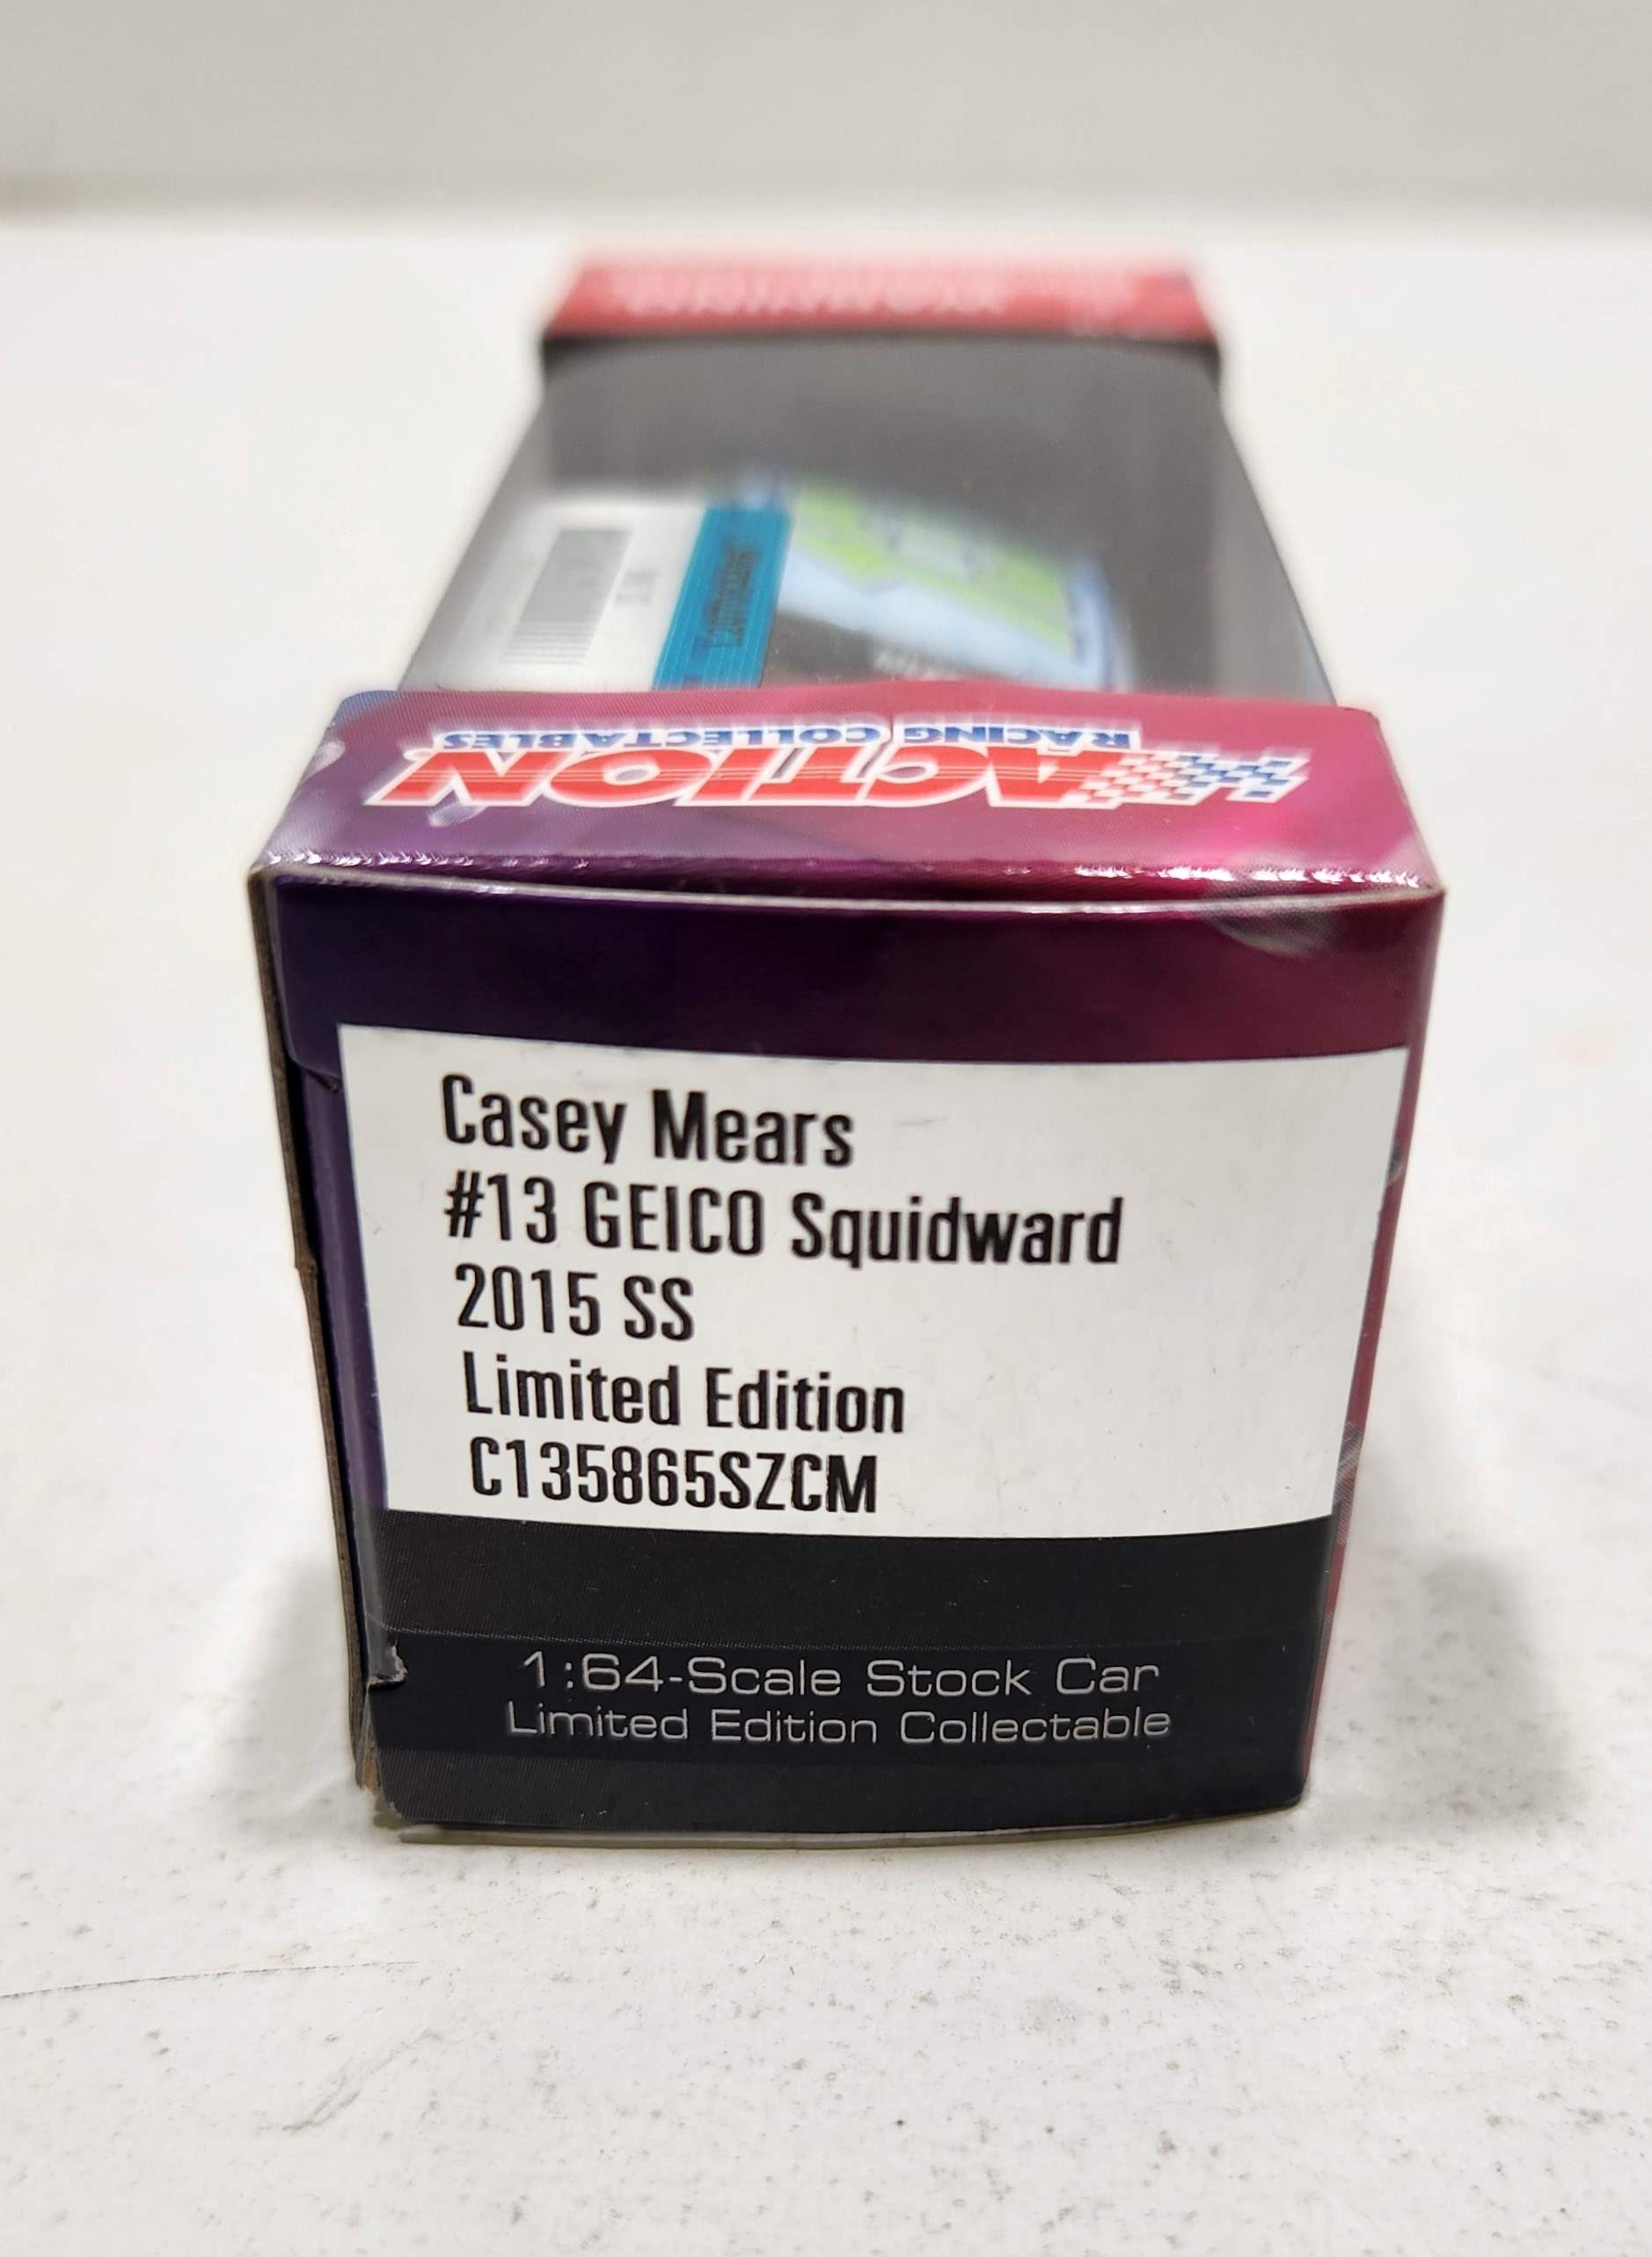 ACTION
RACING COLLECTABLES
Casey Mears
#13 GEICO Squidward
2015 SS
Limited Edition
C135865SZCM
1:64-Scale Stock Car
Limited Edition Collectable